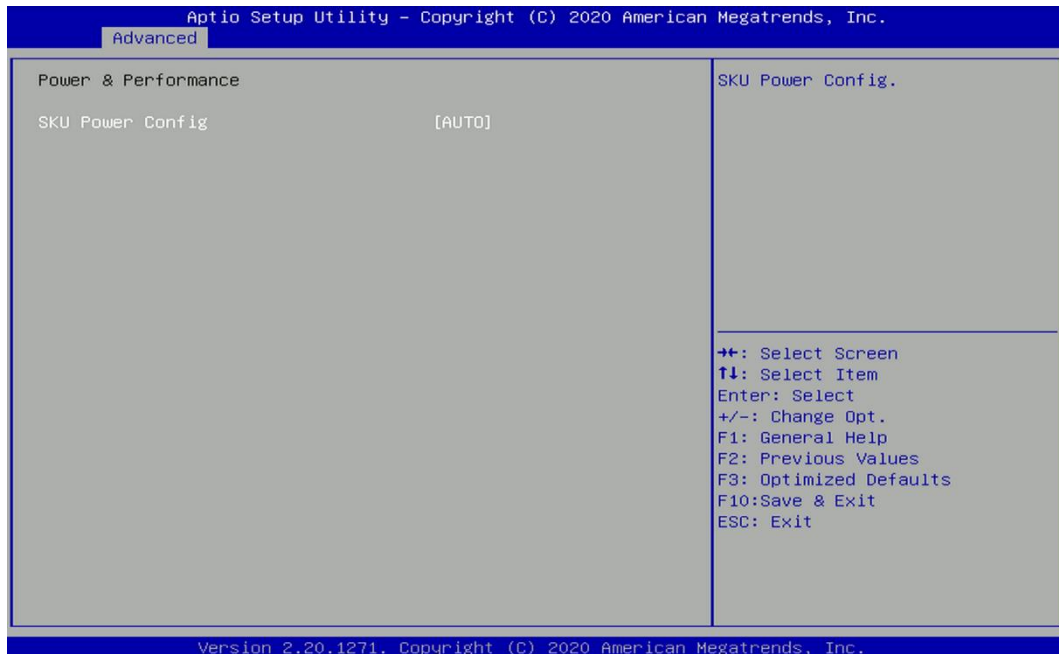 Aptio Setup Utility – Copyright (C) 2020 American Megatrends, Inc.
Advanced
Power & Performance
SKU Power Config [AUTO]
SKU Power Config.
→←: Select Screen
↑↓: Select Item
Enter: Select
+/-: Change Opt.
F1: General Help
F2: Previous Values
F3: Optimized Defaults
F10:Save & Exit
ESC: Exit
Version 2.20.1271. Copyright (C) 2020 American Megatrends, Inc.